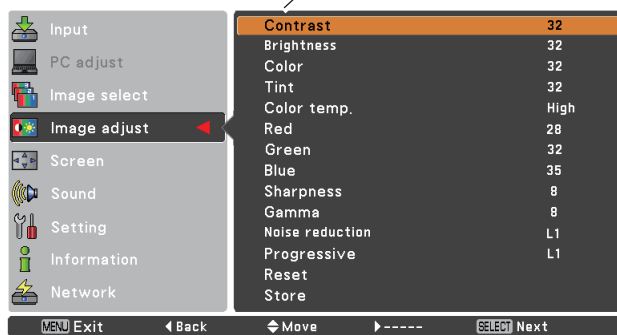 Input
PC adjust
Image select
Image adjust
Screen
Sound
Setting
Information
Network
Contrast 32
Brightness 32
Color 32
Tint 32
Color temp. High
Red 28
Green 32
Blue 35
Sharpness 8
Gamma 8
Noise reduction L1
Progressive L1
Reset
Store
MENU Exit Back Move ----- SELECT Next